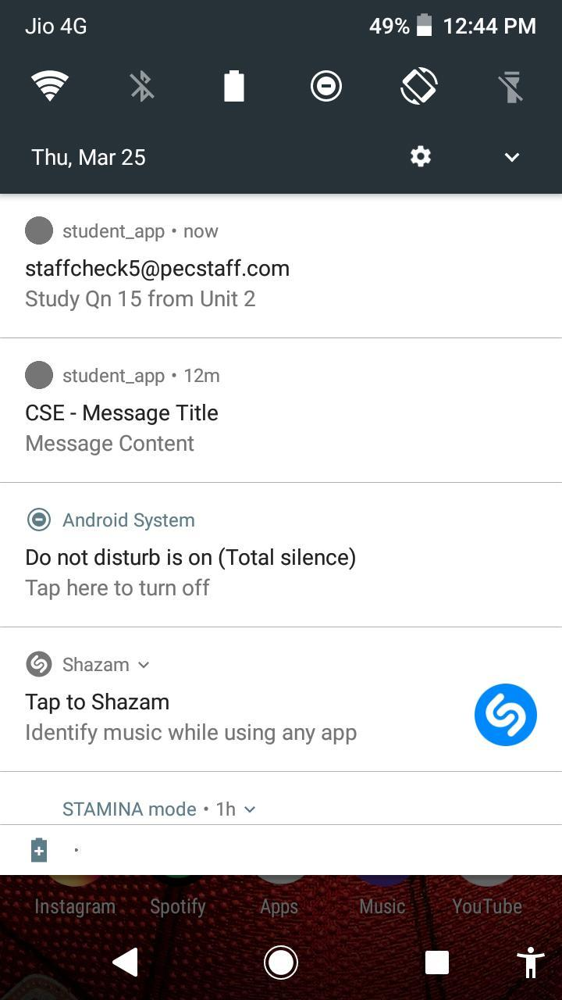 Jio 4G
49% 12:44 PM
Thu, Mar 25
student_app • now
staffcheck5@pecstaff.com
Study Qn 15 from Unit 2
student_app • 12m
CSE - Message Title
Message Content
Android System
Do not disturb is on (Total silence)
Tap here to turn off
Shazam
Tap to Shazam
Identify music while using any app
STAMINA mode • 1h
Instagram Spotify Apps Music YouTube